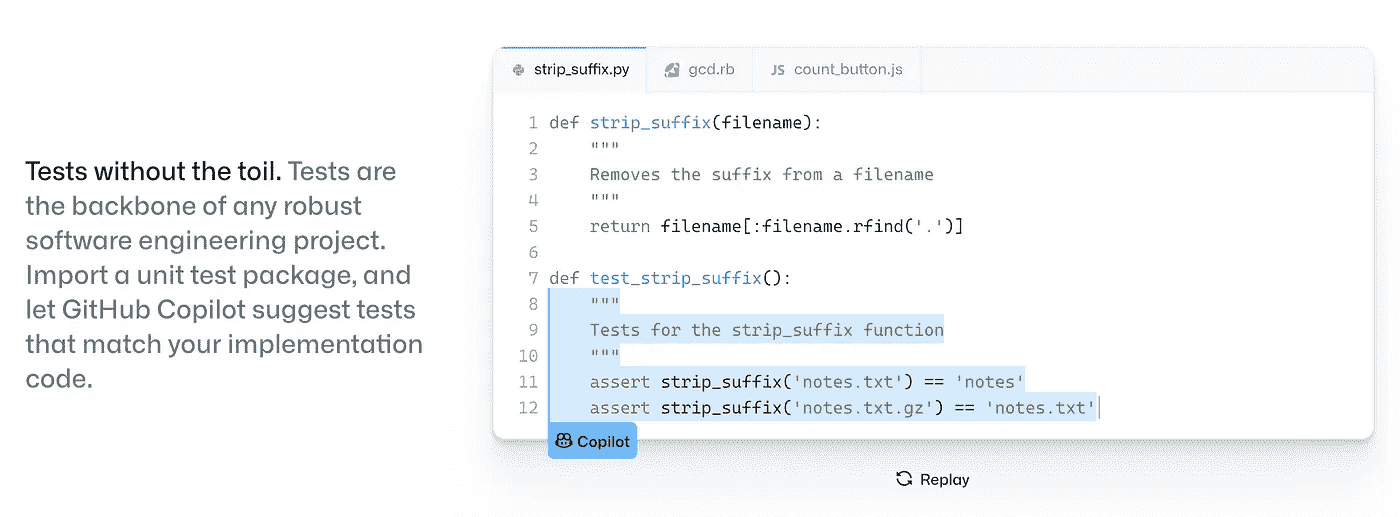 Tests without the toil. Tests are
the backbone of any robust
software engineering project.
Import a unit test package, and
let GitHub Copilot suggest tests
that match your implementation
code.
strip_suffix.py
gcd.rb
JS count_button.js
1 def strip_suffix(filename):
2 """
3 Removes the suffix from a filename
4 """
5 return filename[:filename.rfind('.')]
6
7 def test_strip_suffix():
8 """
9 Tests for the strip_suffix function
10 """
11 assert strip_suffix('notes.txt') == 'notes'
12 assert strip_suffix('notes.txt.gz') == 'notes.txt'
Copilot
Replay